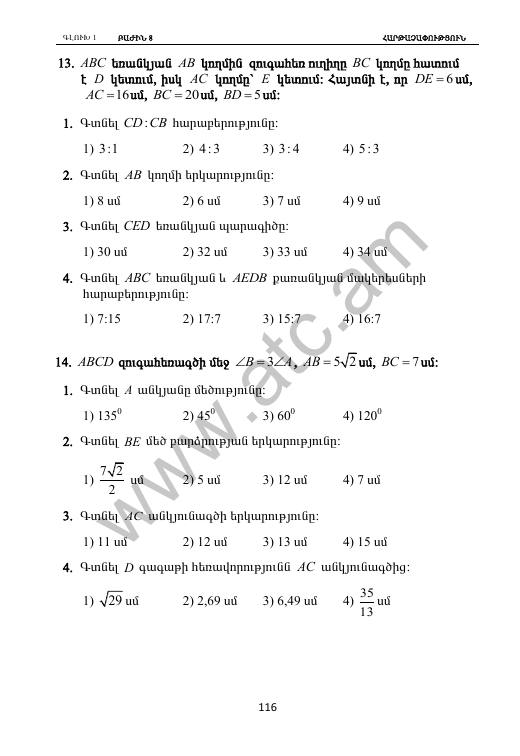 ԳԼՈՒԽ 1 ԲԱԺԻՆ 8 ՀԱՐԹԱՉԱՓՈՒԹՅՈՒՆ
13. ABC եռանկյան AB կողմին զուգահեռ ուղիղը BC կողմը հատում
է D կետում, իսկ AC կողմը՝ E կետում: Հայտնի է, որ DE = 6 սմ,
AC = 16 սմ, BC = 20 սմ, BD = 5 սմ:
1. Գտնել CD : CB հարաբերությունը:
1) 3:1 2) 4:3 3) 3:4 4) 5:3
2. Գտնել AB կողմի երկարությունը:
1) 8 սմ 2) 6 սմ 3) 7 սմ 4) 9 սմ
3. Գտնել CED եռանկյան պարագիծը:
1) 30 սմ 2) 32 սմ 3) 33 սմ 4) 34 սմ
4. Գտնել ABC եռանկյան և AEDB քառանկյան մակերեսների
հարաբերությունը:
1) 7:15 2) 17:7 3) 15:7 4) 16:7
14. ABCD զուգահեռագծի մեջ ∠B = 3∠A, AB = 5√2 սմ, BC = 7 սմ:
1. Գտնել A անկյանը մեծությունը:
1) 135⁰ 2) 45⁰ 3) 60⁰ 4) 120⁰
2. Գտնել BE մեծ բարձրության երկարությունը:
1) 7√2/2 սմ 2) 5 սմ 3) 12 սմ 4) 7 սմ
3. Գտնել AC անկյունագծի երկարությունը:
1) 11 սմ 2) 12 սմ 3) 13 սմ 4) 15 սմ
4. Գտնել D գագաթի հեռավորությունն AC անկյունագծից:
1) √29 սմ 2) 2,69 սմ 3) 6,49 սմ 4) 35/13 սմ
www.atc.am
116